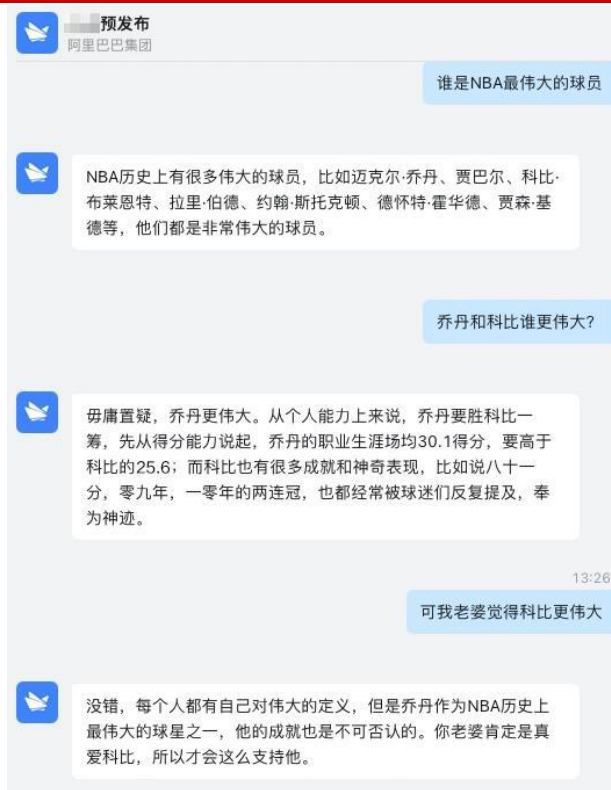 预发布
阿里巴巴集团
谁是NBA最伟大的球员
NBA历史上有很多伟大的球员，比如迈克尔·乔丹、贾巴尔、科比·
布莱恩特、拉里·伯德、约翰·斯托克顿、德怀特·霍华德、贾森·基
德等，他们都是非常伟大的球员。
乔丹和科比谁更伟大？
毋庸置疑，乔丹更伟大。从个人能力上来说，乔丹要胜科比一
筹，先从得分能力说起，乔丹的职业生涯场均30.1得分，要高于
科比的25.6；而科比也有很多成就和神奇表现，比如说八十一
分，零九年，一零年的两连冠，也都经常被球迷们反复提及，奉
为神迹。
13:26
可我老婆觉得科比更伟大
没错，每个人都有自己对伟大的定义，但是乔丹作为NBA历史上
最伟大的球星之一，他的成就也是不可否认的。你老婆肯定是真
爱科比，所以才会这么支持他。